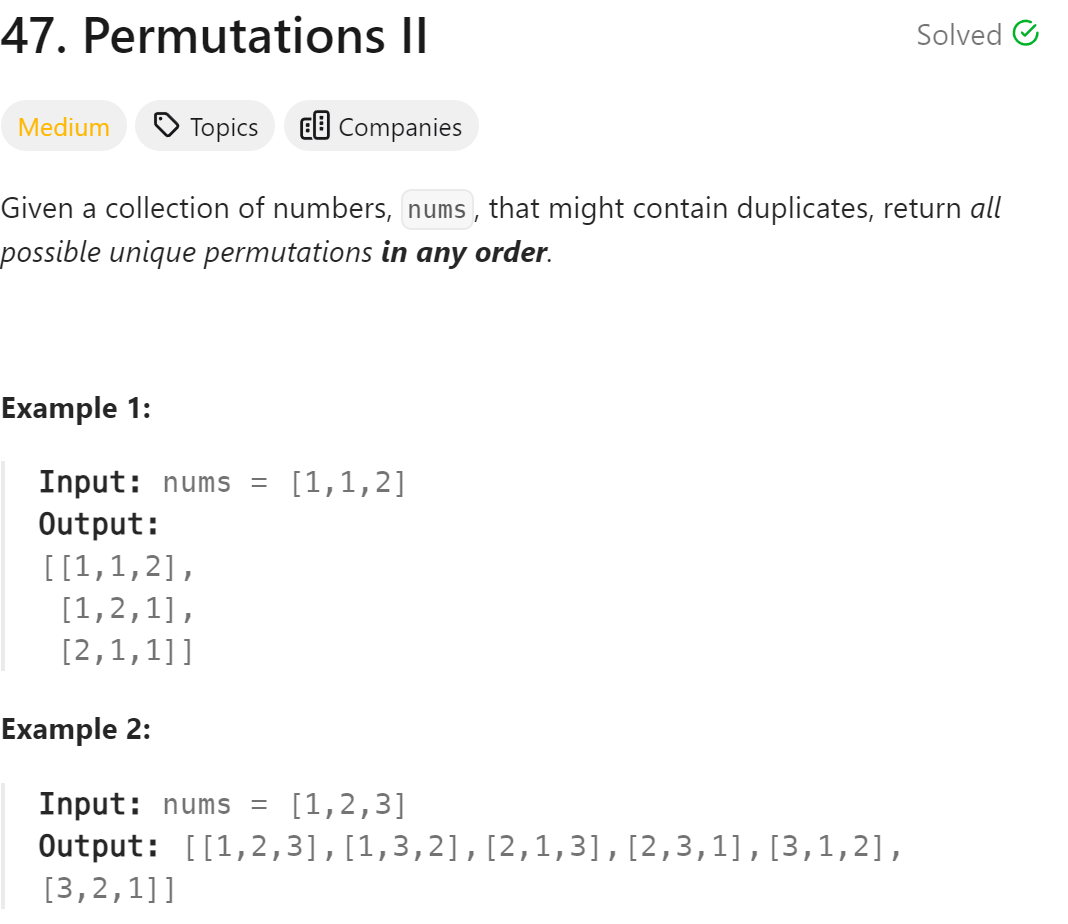 47. Permutations II
Solved
Medium
Topics
Companies
Given a collection of numbers, nums, that might contain duplicates, return all
possible unique permutations in any order.
Example 1:
Input: nums = [1,1,2]
Output:
[[1,1,2],
[1,2,1],
[2,1,1]]
Example 2:
Input: nums = [1,2,3]
Output: [[1,2,3],[1,3,2],[2,1,3],[2,3,1],[3,1,2],
[3,2,1]]